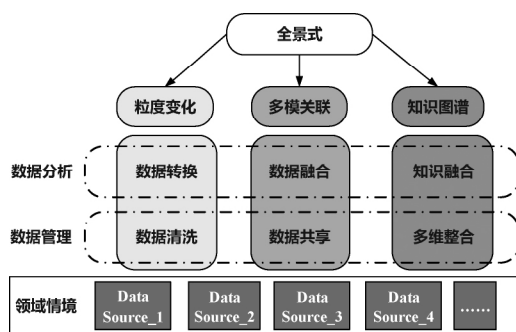 全景式
粒度变化 多模关联 知识图谱
数据分析 数据转换 数据融合 知识融合
数据管理 数据清洗 数据共享 多维整合
领域情境 Data Source_1 Data Source_2 Data Source_3 Data Source_4 ……